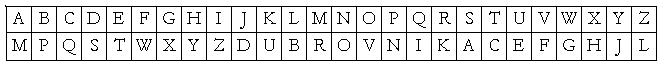 A B C D E F G H I J K L M N O P Q R S T U V W X Y Z
M P Q S T W X Y Z D U B R O V N I K A C E F G H J L